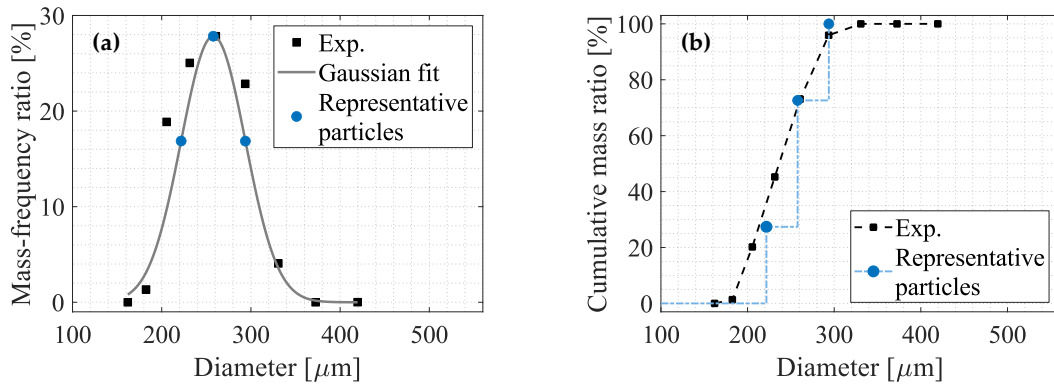 Mass-frequency ratio [%]
30
20
10
0
(a)
Exp.
Gaussian fit
Representative
particles
100
200
300
400
500
Diameter [μm]
Cumulative mass ratio [%]
100
80
60
40
20
0
(b)
Exp.
Representative
particles
100
200
300
400
500
Diameter [μm]